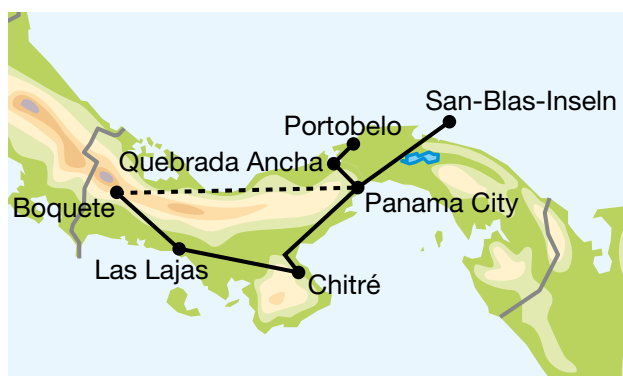 San-Blas-Inseln
Portobelo
Quebrada Ancha
Panama City
Boquete
Las Lajas
Chitré